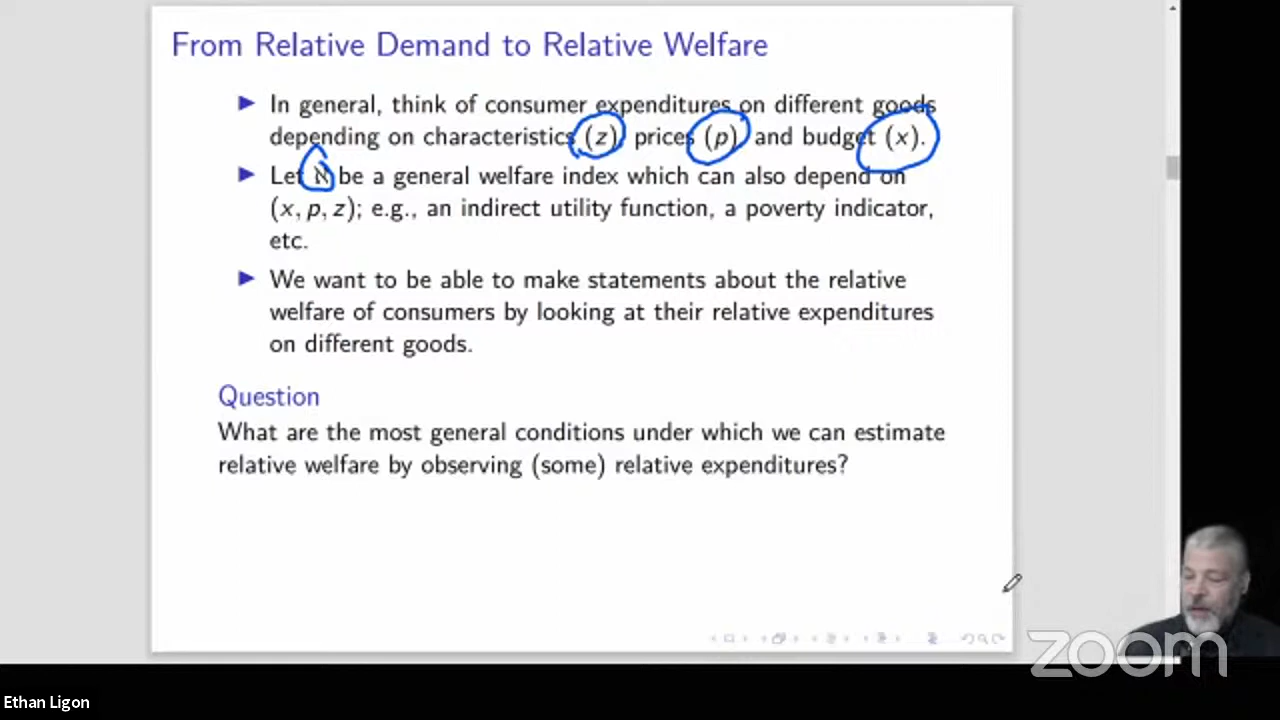 From Relative Demand to Relative Welfare
In general, think of consumer expenditures on different goods
depending on characteristics (z) prices (p) and budget (x).
Let ℵ be a general welfare index which can also depend on
(x, p, z); e.g., an indirect utility function, a poverty indicator,
etc.
We want to be able to make statements about the relative
welfare of consumers by looking at their relative expenditures
on different goods.
Question
What are the most general conditions under which we can estimate
relative welfare by observing (some) relative expenditures?
zoom
Ethan Ligon